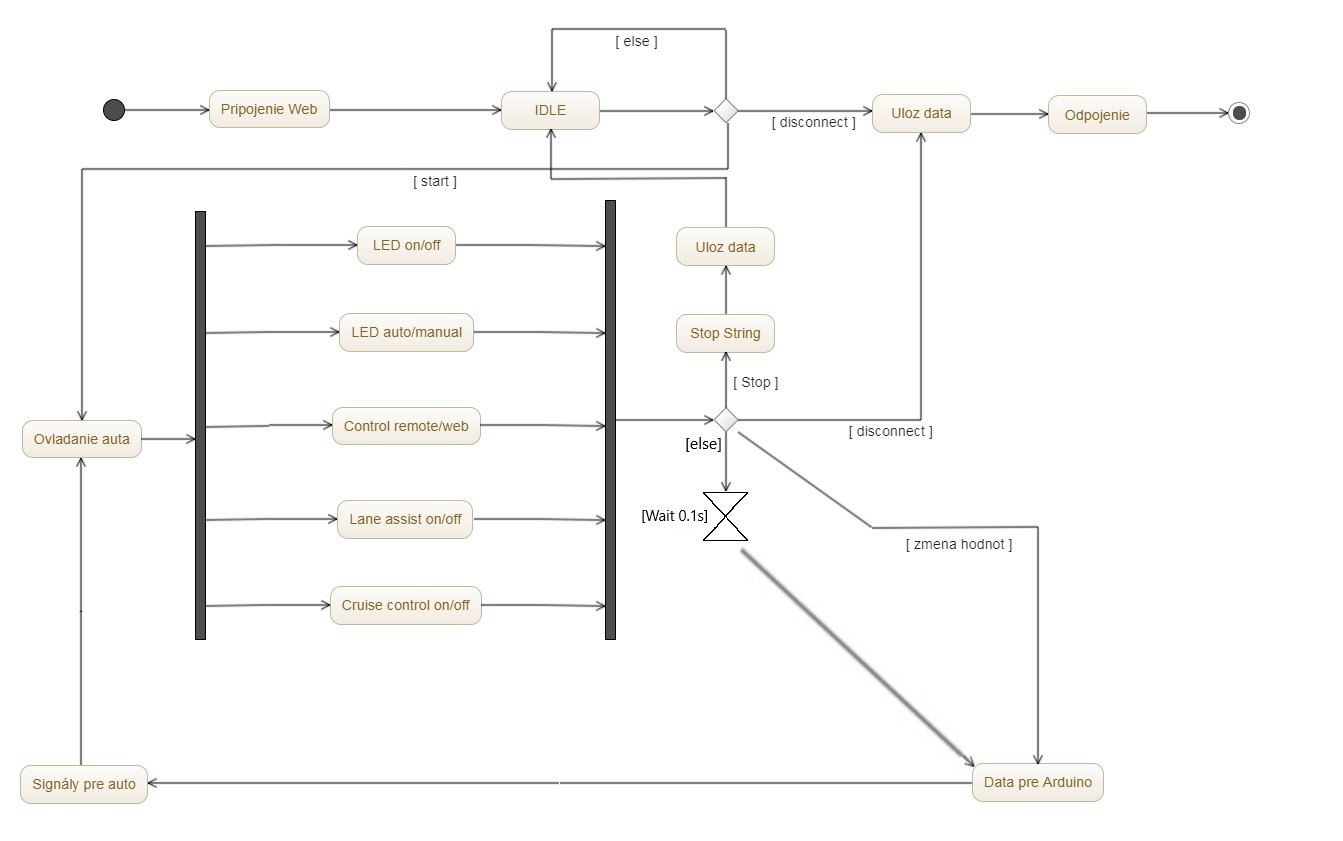 [ else ]
Pripojenie Web
IDLE
[ disconnect ]
Uloz data
Odpojenie
[ start ]
LED on/off
Uloz data
LED auto/manual
Stop String
[ Stop ]
Control remote/web
[ disconnect ]
Ovladanie auta
[else]
Lane assist on/off
[Wait 0.1s]
[ zmena hodnot ]
Cruise control on/off
Signály pre auto
Data pre Arduino